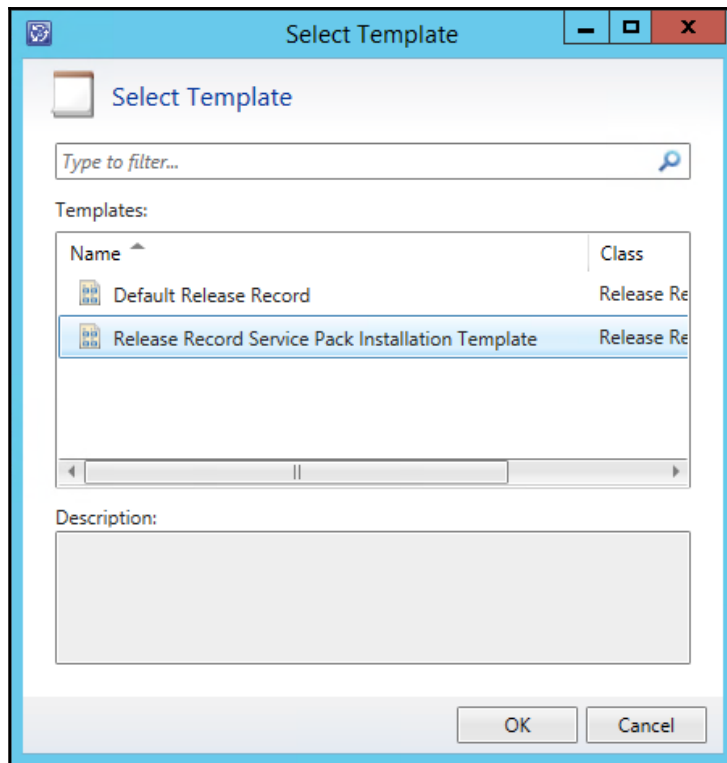 Select Template
Select Template
Type to filter...
Templates:
Name Class
Default Release Record Release Re
Release Record Service Pack Installation Template Release Re
Description:
OK Cancel